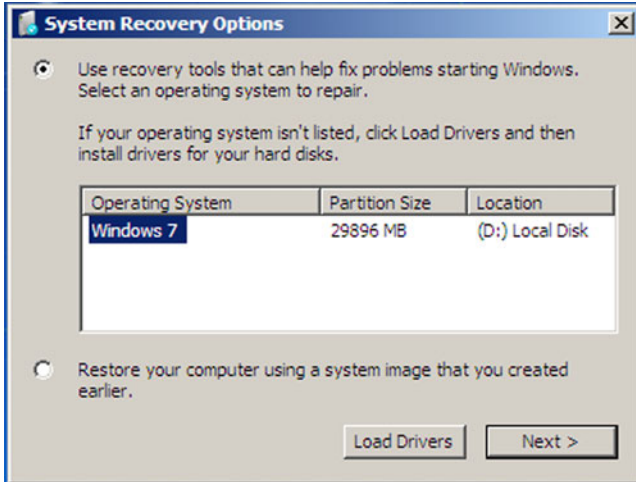 System Recovery Options
Use recovery tools that can help fix problems starting Windows.
Select an operating system to repair.
If your operating system isn't listed, click Load Drivers and then
install drivers for your hard disks.
Operating System Partition Size Location
Windows 7 29896 MB (D:) Local Disk
Restore your computer using a system image that you created
earlier.
Load Drivers Next >